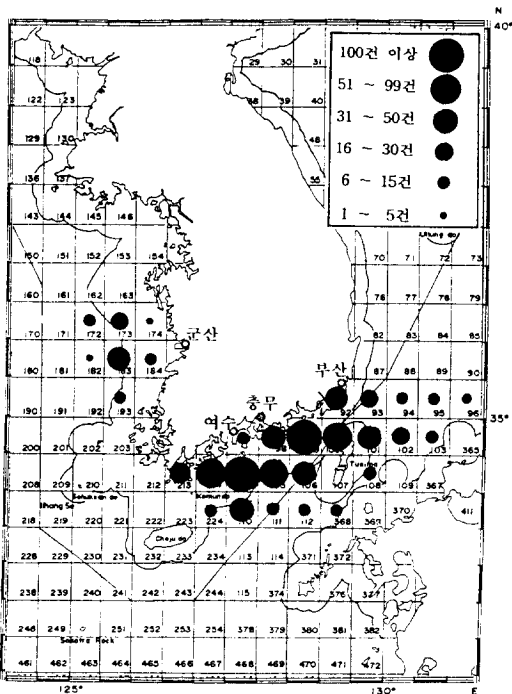 N
40°
100건 이상
51 ~ 99건
31 ~ 50건
16 ~ 30건
6 ~ 15건
1 ~ 5건
118 29 30 31
122 123 38 39 40
129 130 48
136 137 55
143 144 145 146
150 151 152 153 154 70 71 72 73
160 161 162 163 76 77 78 79
170 171 172 173 174 82 83 84 85
군산
180 181 182 183 184 87 88 89 90
부산
190 191 192 193 92 93 94 95 96
충무
35°
여수
200 201 202 203 101 102 103 365
Tusima
208 209 210 211 212 213 106 107 108 109 367
Sohuksan do
Komundo
370 411
218 219 220 221 222 223 224 110 111 112 368 369
Cheju do
228 229 230 231 232 233 234 113 114 371 372
238 239 240 241 242 243 244 115 374 376 377
248 249 251 252 253 254 378 379 380 381 382
Socotra Rock
461 462 463 464 465 466 467 468 469 470 471 472
125° 130° E